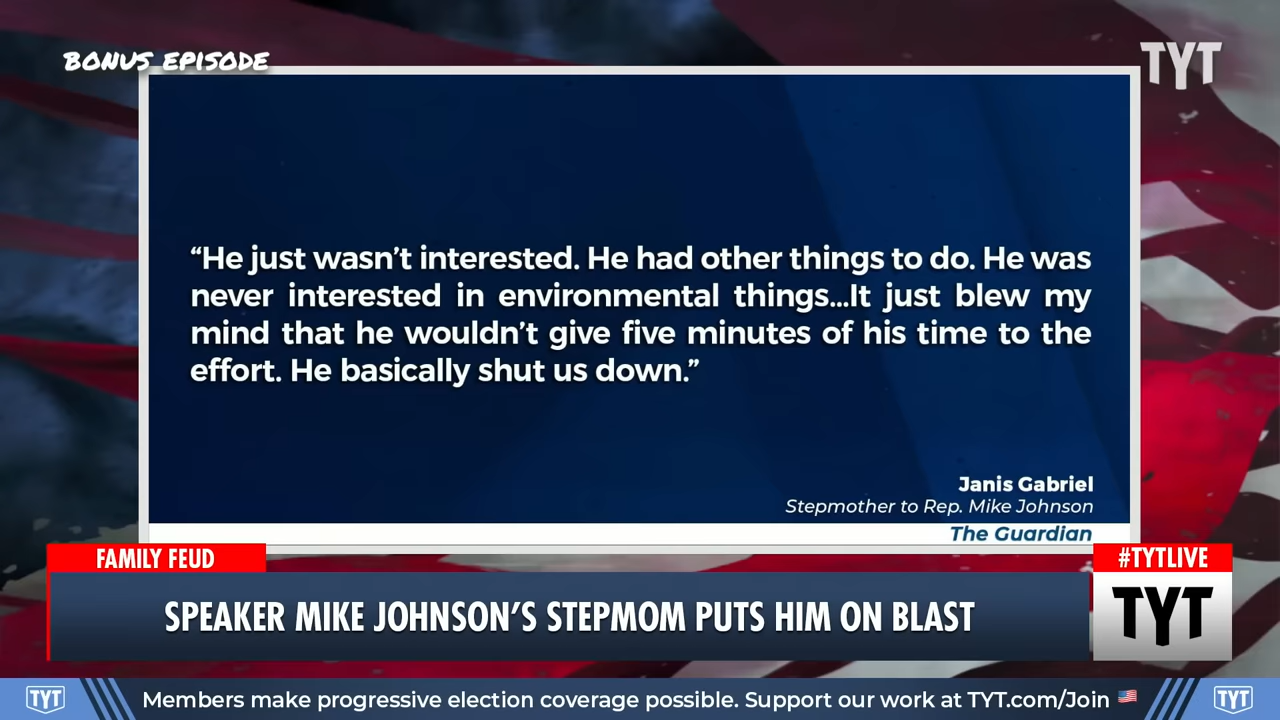 BONUS EPISODE
TYT
“He just wasn’t interested. He had other things to do. He was
never interested in environmental things...It just blew my
mind that he wouldn’t give five minutes of his time to the
effort. He basically shut us down.”
Janis Gabriel
Stepmother to Rep. Mike Johnson
The Guardian
FAMILY FEUD
#TYTLIVE
SPEAKER MIKE JOHNSON’S STEPMOM PUTS HIM ON BLAST
TYT
TYT
Members make progressive election coverage possible. Support our work at TYT.com/Join 🇺🇸
TYT